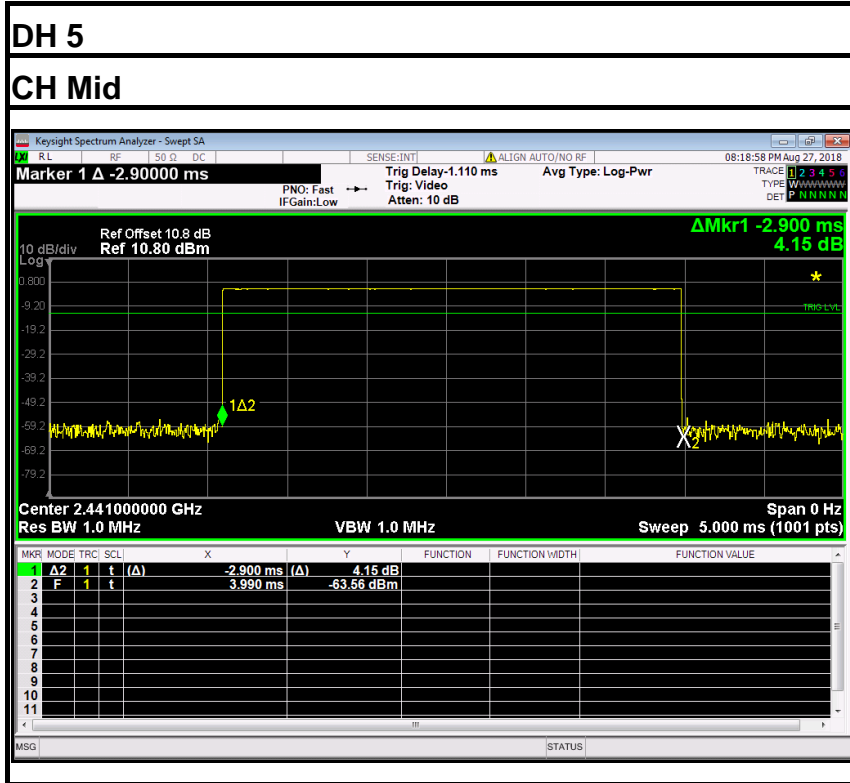 DH 5
CH Mid
Keysight Spectrum Analyzer - Swept SA
LXI RL RF 50 Ω DC SENSE:INT ALIGN AUTO/NO RF 08:18:58 PM Aug 27, 2018
Marker 1 Δ -2.90000 ms
PNO: Fast
IFGain:Low
Trig Delay-1.110 ms
Trig: Video
Atten: 10 dB
Avg Type: Log-Pwr
TRACE 1 2 3 4 5 6
TYPE WWWWWW
DET P N N N N N
ΔMkr1 -2.900 ms
4.15 dB
Ref Offset 10.8 dB
10 dB/div Ref 10.80 dBm
Log
0.800
-9.20
TRIG LVL
-19.2
-29.2
-39.2
-49.2
1Δ2
-59.2
2
-69.2
-79.2
Center 2.441000000 GHz Span 0 Hz
Res BW 1.0 MHz VBW 1.0 MHz Sweep 5.000 ms (1001 pts)
MKR MODE TRC SCL X Y FUNCTION FUNCTION WIDTH FUNCTION VALUE
1 Δ2 1 t (Δ) -2.900 ms (Δ) 4.15 dB
2 F 1 t 3.990 ms -63.56 dBm
3
4
5
6
7
8
9
10
11
MSG STATUS